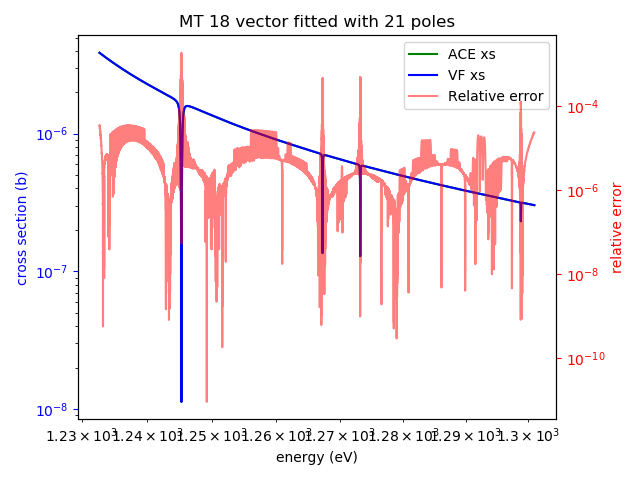 MT 18 vector fitted with 21 poles
ACE xs
VF xs
Relative error
cross section (b)
10⁻⁶
10⁻⁷
10⁻⁸
10⁻⁴
10⁻⁶
10⁻⁸
10⁻¹⁰
relative error
1.23 × 10³ 1.24 × 10³ 1.25 × 10³ 1.26 × 10³ 1.27 × 10³ 1.28 × 10³ 1.29 × 10³ 1.3 × 10³
energy (eV)